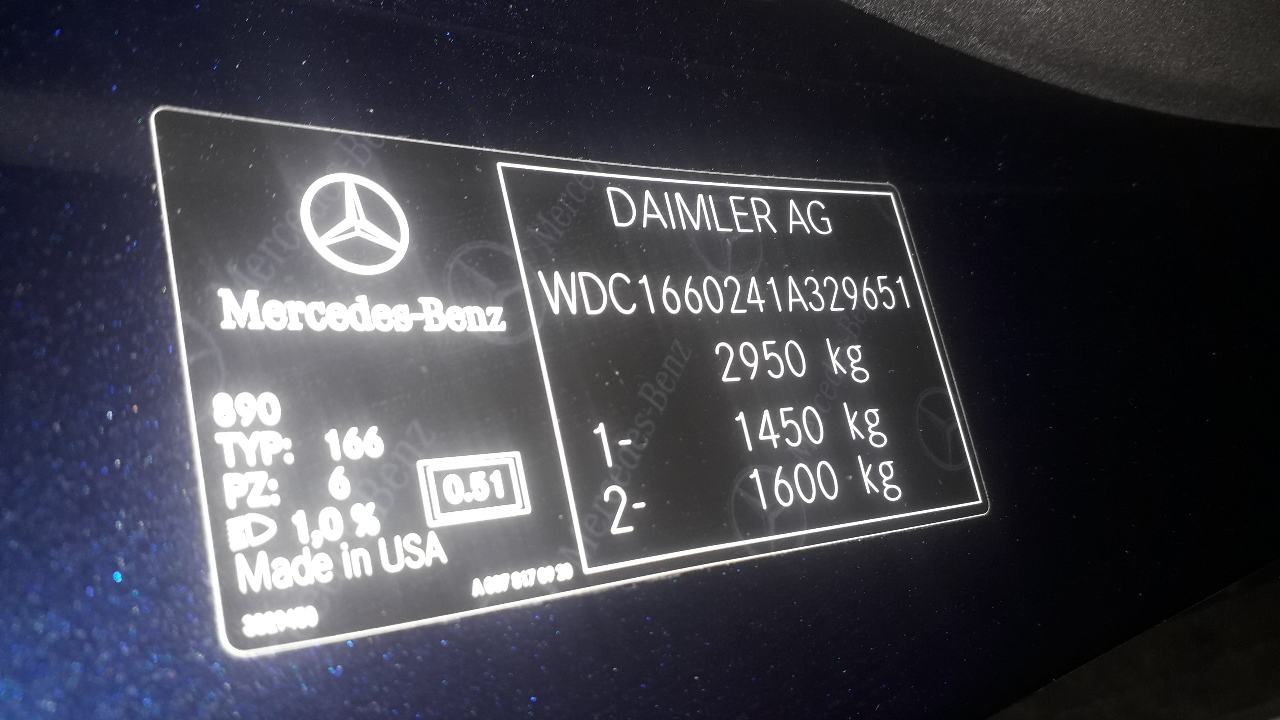 Mercedes-Benz
890
TYP: 166
PZ: 6
1,0 %
0.51
Made in USA
DAIMLER AG
WDC1660241A329651
2950 kg
1- 1450 kg
2- 1600 kg